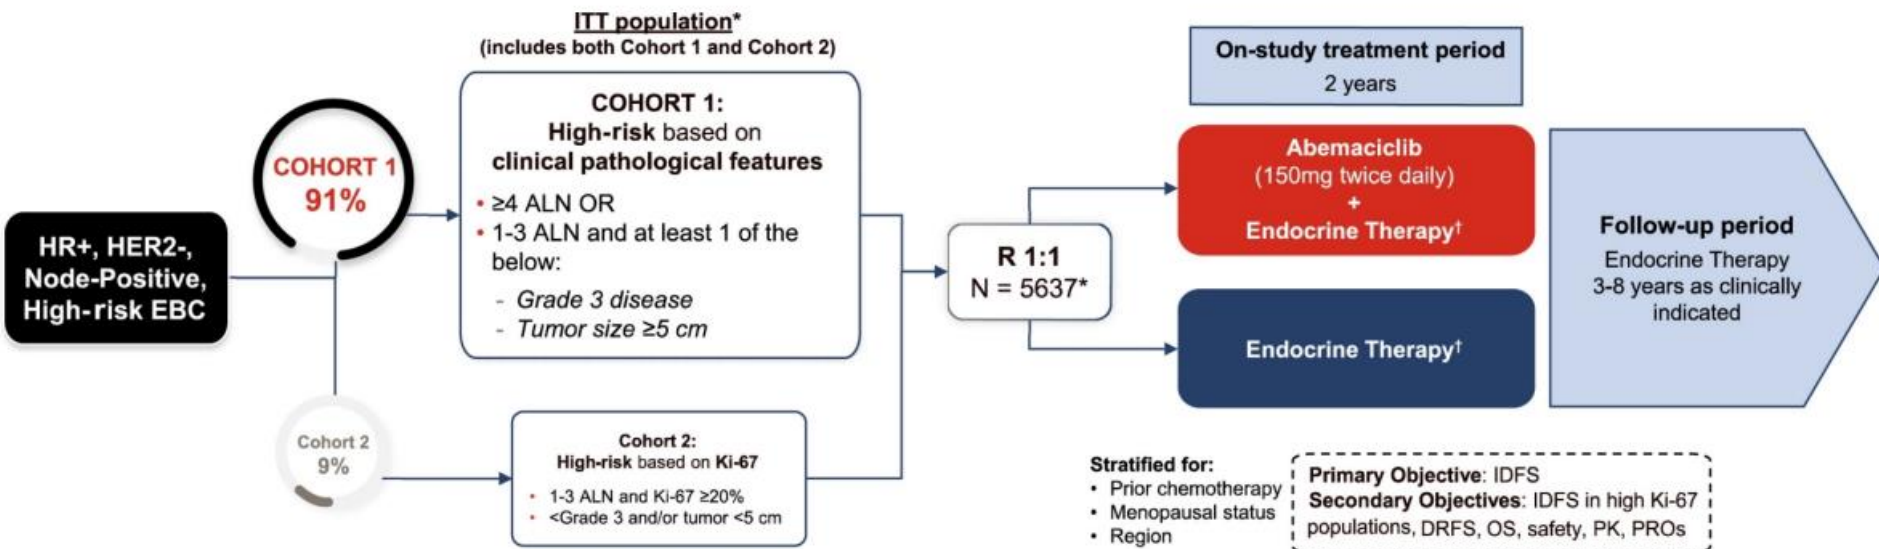 ITT population*
(includes both Cohort 1 and Cohort 2)
HR+, HER2-,
Node-Positive,
High-risk EBC
COHORT 1
91%
COHORT 1:
High-risk based on
clinical pathological features
• ≥4 ALN OR
• 1-3 ALN and at least 1 of the
below:
- Grade 3 disease
- Tumor size ≥5 cm
Cohort 2
9%
Cohort 2:
High-risk based on Ki-67
• 1-3 ALN and Ki-67 ≥20%
• <Grade 3 and/or tumor <5 cm
R 1:1
N = 5637*
On-study treatment period
2 years
Abemaciclib
(150mg twice daily)
+
Endocrine Therapy†
Endocrine Therapy†
Follow-up period
Endocrine Therapy
3-8 years as clinically
indicated
Stratified for:
• Prior chemotherapy
• Menopausal status
• Region
Primary Objective: IDFS
Secondary Objectives: IDFS in high Ki-67
populations, DRFS, OS, safety, PK, PROs